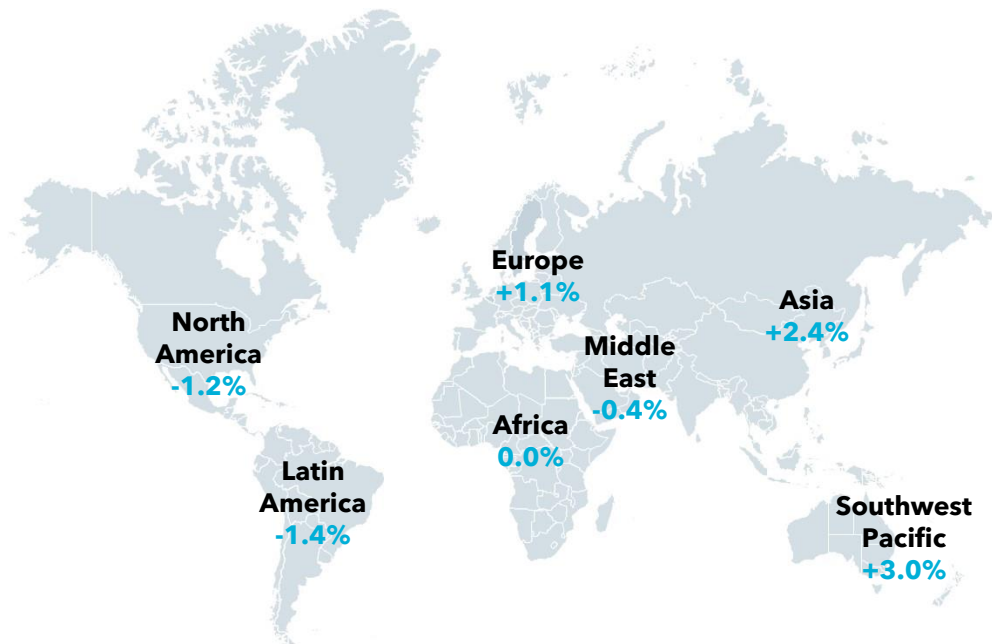 Europe
+1.1%
Asia
+2.4%
North
America
-1.2%
Middle
East
-0.4%
Africa
0.0%
Latin
America
-1.4%
Southwest
Pacific
+3.0%